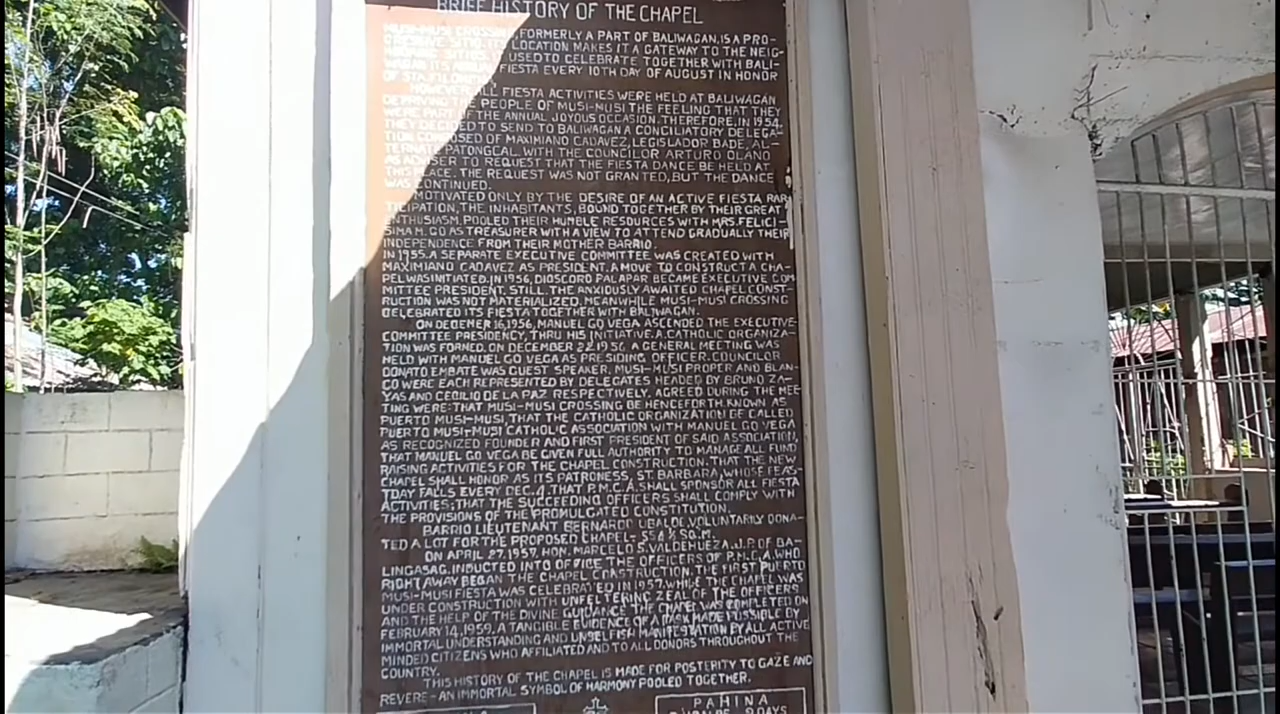 BRIEF HISTORY OF THE CHAPEL
MUSI-MUSI CROSSING, FORMERLY A PART OF BALIWAGAN, IS A PRO-
LOCATION MAKES IT A GATEWAY TO THE NEIG-
USED TO CELEBRATE TOGETHER WITH BALI-
WAGAN ITS ANNUAL FIESTA EVERY 10TH DAY OF AUGUST IN HONOR
OF STA. FILOMENA.
HOWEVER, ALL FIESTA ACTIVITIES WERE HELD AT BALIWAGAN
DEPRIVING THE PEOPLE OF MUSI-MUSI THE FEELING THAT THEY
WERE PART OF THE ANNUAL JOYOUS OCCASION. THEREFORE, IN 1954,
THEY DECIDED TO SEND TO BALIWAGAN A CONCILIATORY DELEGA-
TION COMPOSED OF MAXIMIANO CADAVEZ, LEGISLADOR BADE, AL-
TERNATE PATONGCAL. WITH THE COUNCILOR ARTURO OLANO
AS ADVISER TO REQUEST THAT THE FIESTA DANCE BE HELD AT
THIS PLACE. THE REQUEST WAS NOT GRANTED, BUT THE DANCE
WAS CONTINUED.
MOTIVATED ONLY BY THE DESIRE OF AN ACTIVE FIESTA PAR-
TICIPATION, THE INHABITANTS, BOUND TOGETHER BY THEIR GREAT
ENTHUSIASM, POOLED THEIR HUMBLE RESOURCES WITH MRS. FELICI-
SIMA M. GO AS TREASURER WITH A VIEW TO ATTEND GRADUALLY THEIR
INDEPENDENCE FROM THEIR MOTHER BARRIO.
IN 1955. A SEPARATE EXECUTIVE COMMITTEE WAS CREATED WITH
MAXIMIANO CADAVEZ AS PRESIDENT. A MOVE TO CONSTRUCT A CHA-
PEL WAS INITIATED. IN 1956, DIOSCORO PALAPAR BECAME EXECUTIVE COM-
MITTEE PRESIDENT. STILL THE ANXIOUSLY AWAITED CHAPEL CONST-
RUCTION WAS NOT MATERIALIZED. MEANWHILE MUSI-MUSI CROSSING
CELEBRATED ITS FIESTA TOGETHER WITH BALIWAGAN.
ON DECEMER 16, 1956, MANUEL GO VEGA ASCENDED THE EXECUTIVE
COMMITTEE PRESIDENCY, THRU HIS INITIATIVE. A CATHOLIC ORGANIZA-
TION WAS FORMED. ON DECEMBER 22 1956. A GENERAL MEETING WAS
HELD WITH MANUEL GO VEGA AS PRESIDING OFFICER. COUNCILOR
DONATO EMBATE WAS GUEST SPEAKER. MUSI-MUSI PROPER AND BLAN-
CO WERE EACH REPRESENTED BY DELEGATES HEADED BY BRUNO ZA-
YAS AND CECILIO DE LA PAZ RESPECTIVELY. AGREED DURING THE MEE-
TING WERE: THAT MUSI-MUSI CROSSING BE HENCEFORTH KNOWN AS
PUERTO MUSI-MUSI, THAT THE CATHOLIC ORGANIZATION BE CALLED
PUERTO MUSI-MUSI CATHOLIC ASSOCIATION WITH MANUEL GO VEGA
AS RECOGNIZED FOUNDER AND FIRST PRESIDENT OF SAID ASSOCIATION,
THAT MANUEL GO VEGA BE GIVEN FULL AUTHORITY TO MANAGE ALL FUND
RAISING ACTIVITIES FOR THE CHAPEL CONSTRUCTION. THAT THE NEW
CHAPEL SHALL HONOR AS ITS PATRONESS, ST. BARBARA, WHOSE FEAS-
TDAY FALLS EVERY DEC. 4. THAT P.M.C.A. SHALL SPONSOR ALL FIESTA
ACTIVITIES; THAT THE SUCCEEDING OFFICERS SHALL COMPLY WITH
THE PROVISIONS OF THE PROMULGATED CONSTITUTION.
BARRIO LIEUTENANT BERNARDO UBALDE, VOLUNTARILY DONA-
TED A LOT FOR THE PROPOSED CHAPEL- SQ.M.
ON APRIL 27, 1957. HON. MARCELO S. VALDEHUEZA, J.P. OF BA-
LINGASAG, INDUCTED INTO OFFICE THE OFFICERS OF P.M.C.A. WHO
RIGHT AWAY BEGAN THE CHAPEL CONSTRUCTION. THE FIRST PUERTO
MUSI-MUSI FIESTA WAS CELEBRATED IN 1957. WHILE THE CHAPEL WAS
UNDER CONSTRUCTION WITH UNFELTERING ZEAL OF THE OFFICERS
AND THE HELP OF THE DIVINE GUIDANCE THE CHAPEL WAS COMPLETED ON
FEBRUARY 14, 1959. A TANGIBLE EVIDENCE OF A TASK MADE POSSIBLE BY
IMMORTAL UNDERSTANDING AND UNSELFISH MANIFESTATION BY ALL ACTIVE
MINDED CITIZENS WHO AFFILIATED AND TO ALL DONORS THROUGHOUT THE
COUNTRY.
THIS HISTORY OF THE CHAPEL IS MADE FOR POSTERITY TO GAZE AND
REVERE - AN IMMORTAL SYMBOL OF HARMONY POOLED TOGETHER.
PAHINA
DAYS